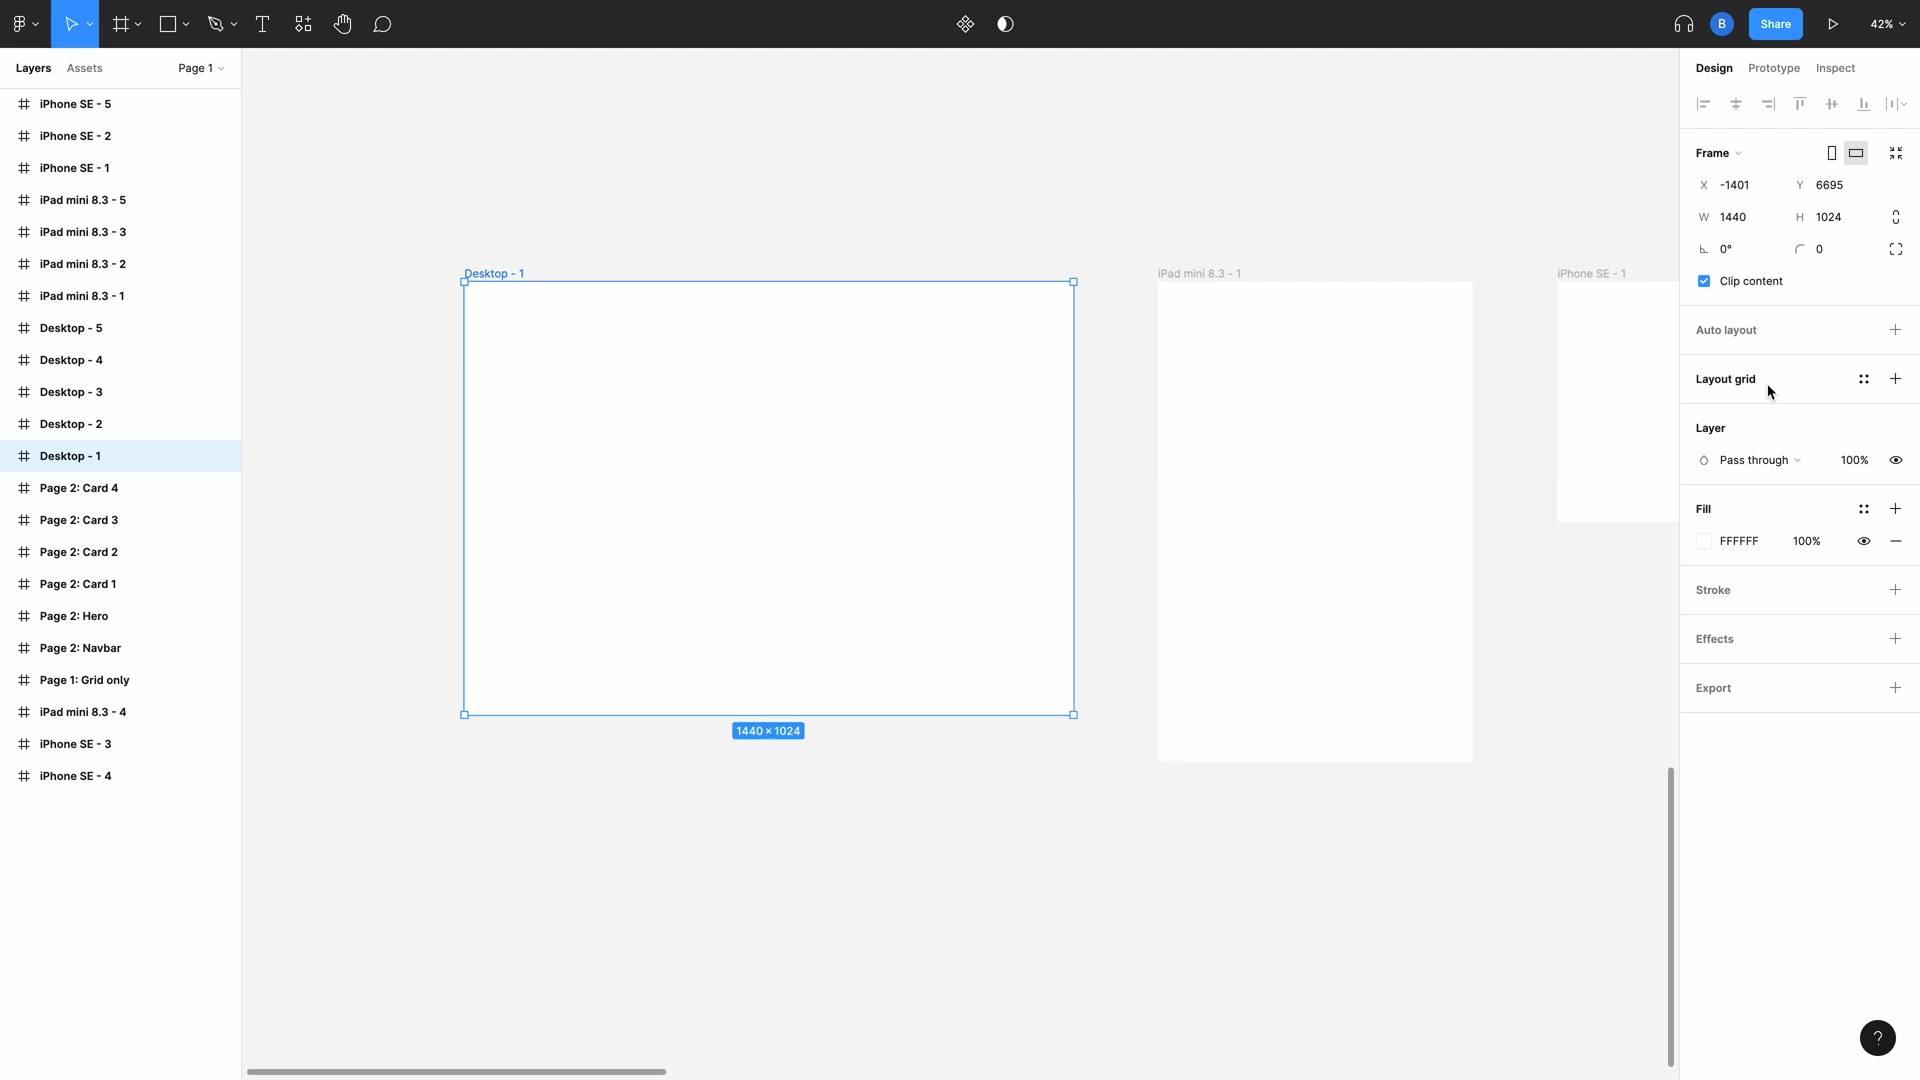 B
Share
42%
Layers
Assets
Page 1
iPhone SE - 5
iPhone SE - 2
iPhone SE - 1
iPad mini 8.3 - 5
iPad mini 8.3 - 3
iPad mini 8.3 - 2
iPad mini 8.3 - 1
Desktop - 5
Desktop - 4
Desktop - 3
Desktop - 2
Desktop - 1
Page 2: Card 4
Page 2: Card 3
Page 2: Card 2
Page 2: Card 1
Page 2: Hero
Page 2: Navbar
Page 1: Grid only
iPad mini 8.3 - 4
iPhone SE - 3
iPhone SE - 4
Desktop - 1
1440 × 1024
iPad mini 8.3 - 1
iPhone SE - 1
Design
Prototype
Inspect
Frame
X -1401
Y 6695
W 1440
H 1024
0°
0
Clip content
Auto layout
Layout grid
Layer
Pass through
100%
Fill
FFFFFF
100%
Stroke
Effects
Export
?